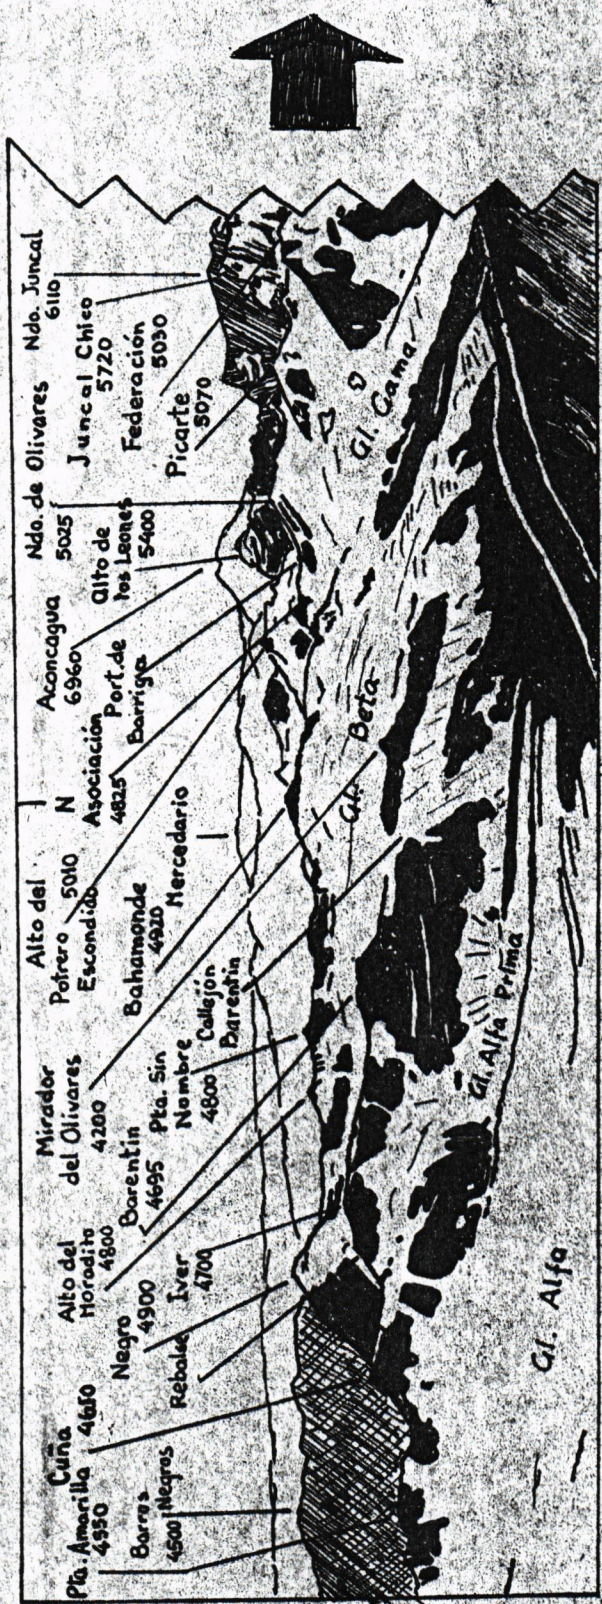 Pta. Amarilla
4950
Cuña
4650
Barros
4500 Negros
Negro
4900
Rebalse
Iver
4700
Alto del
Horadito
4800
Barentin
4695
Mirador
del Olivares
4200
Pta. Sin
Nombre
4800
Callejón
Barentin
Alto del
Potrero 5010
Escondido
Bahamonde
4920
Mercedario
N
Asociación
4825
Aconcagua
6960
Port. de
Barriga
Ndo. de Olivares
5025
Alto de
los Leones
5400
Ndo. Juncal
6110
Juncal Chico
5720
Federación
5030
Picarte
5070
Gl. Alfa
Gl. Alfa Prima
Gl. Beta
Gl. Gama